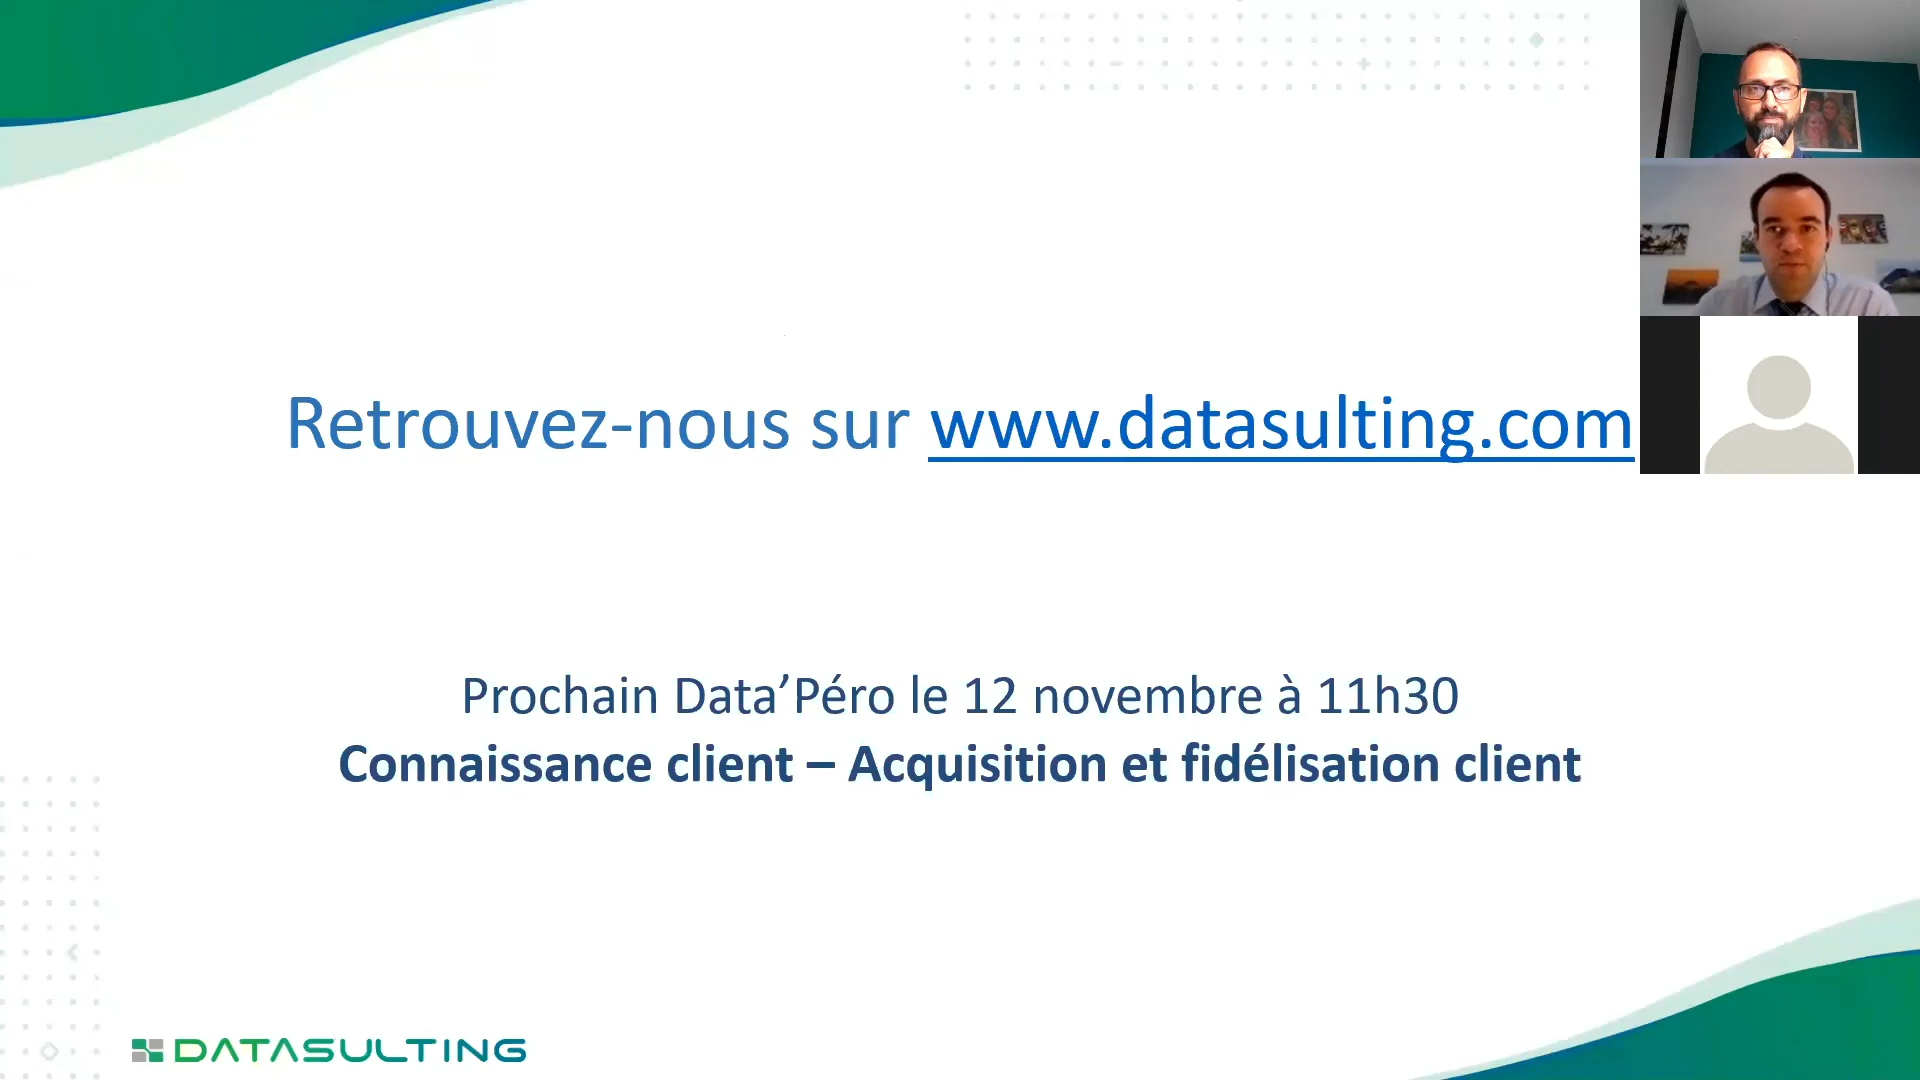 Retrouvez-nous sur www.datasulting.com
Prochain Data’Péro le 12 novembre à 11h30
Connaissance client – Acquisition et fidélisation client
DATASULTING